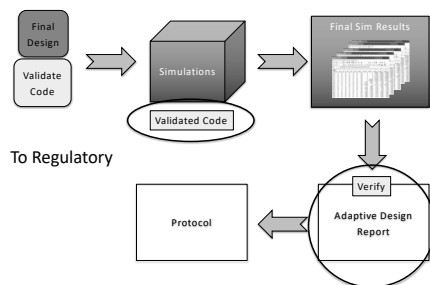 Final
Design
Validate
Code
Simulations
Validated Code
Final Sim Results
To Regulatory
Protocol
Verify
Adaptive Design
Report